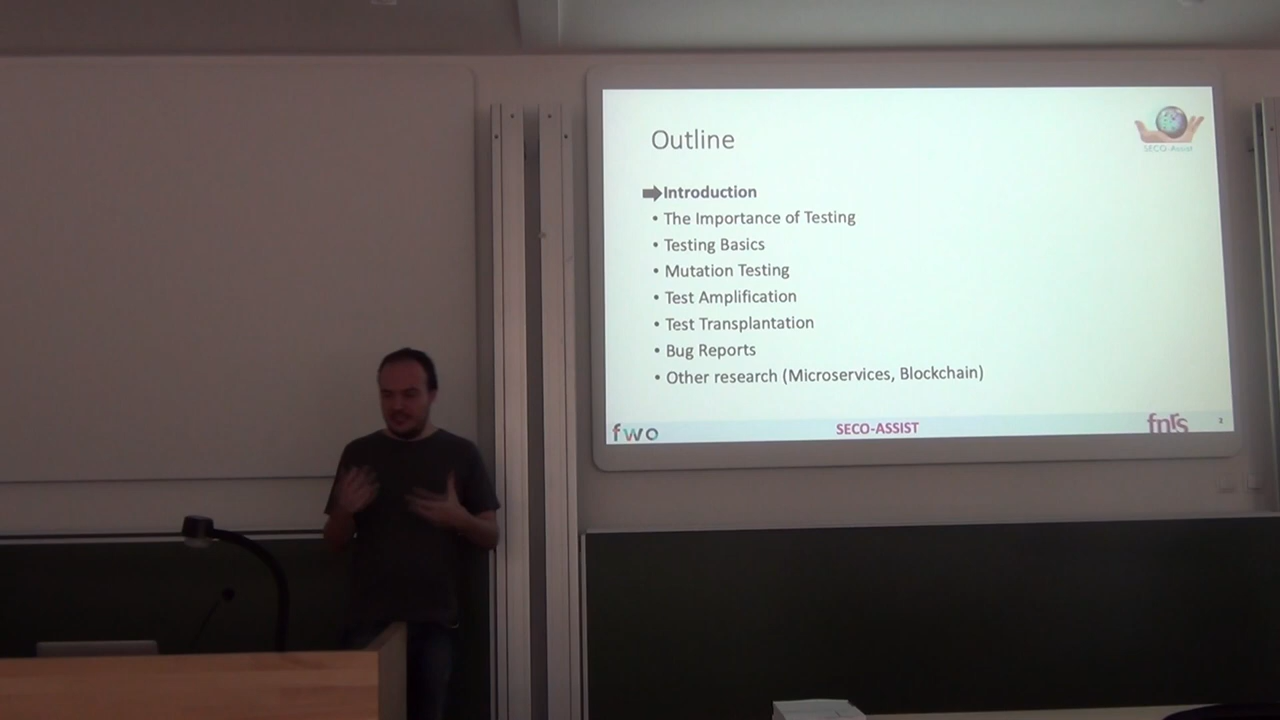 Outline
SECO-Assist
Introduction
• The Importance of Testing
• Testing Basics
• Mutation Testing
• Test Amplification
• Test Transplantation
• Bug Reports
• Other research (Microservices, Blockchain)
fwo
SECO-ASSIST
fnrs
2